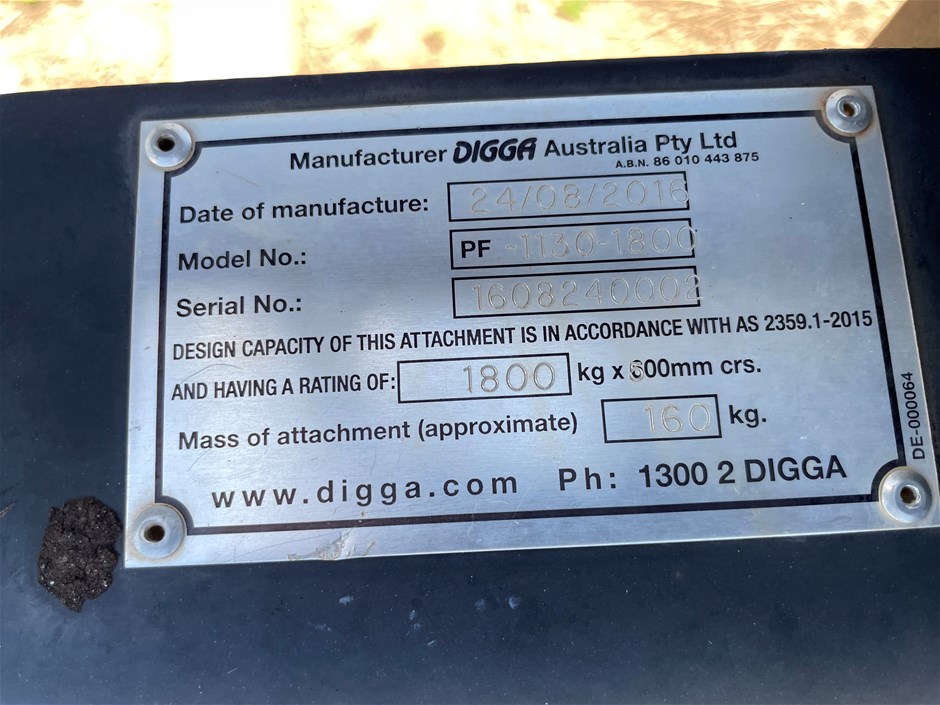 Manufacturer DIGGA Australia Pty Ltd
A.B.N. 86 010 443 875
Date of manufacture: 24/08/2016
Model No.: PF -1130-1800
Serial No.: 1608240002
DESIGN CAPACITY OF THIS ATTACHMENT IS IN ACCORDANCE WITH AS 2359.1-2015
AND HAVING A RATING OF: 1800 kg x 600mm crs.
Mass of attachment (approximate) 160 kg.
www.digga.com Ph: 1300 2 DIGGA
DE-000064